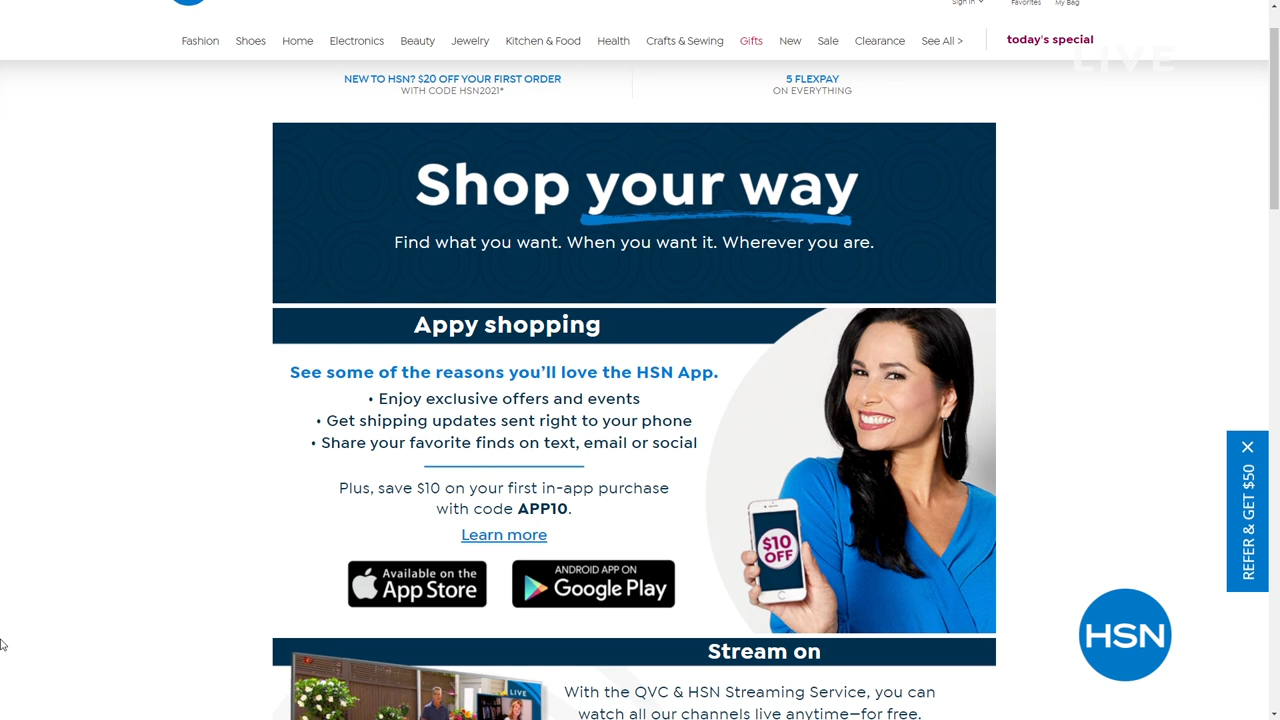 Sign in
Favorites
My Bag
Fashion Shoes Home Electronics Beauty Jewelry Kitchen & Food Health Crafts & Sewing Gifts New Sale Clearance See All >
today's special
LIVE
NEW TO HSN? $20 OFF YOUR FIRST ORDER
WITH CODE HSN2021*
5 FLEXPAY
ON EVERYTHING
Shop your way
Find what you want. When you want it. Wherever you are.
Appy shopping
See some of the reasons you'll love the HSN App.
• Enjoy exclusive offers and events
• Get shipping updates sent right to your phone
• Share your favorite finds on text, email or social
Plus, save $10 on your first in-app purchase
with code APP10.
Learn more
Available on the
App Store
ANDROID APP ON
Google Play
$10
OFF
REFER & GET $50
HSN
Stream on
LIVE
With the QVC & HSN Streaming Service, you can
watch all our channels live anytime—for free.